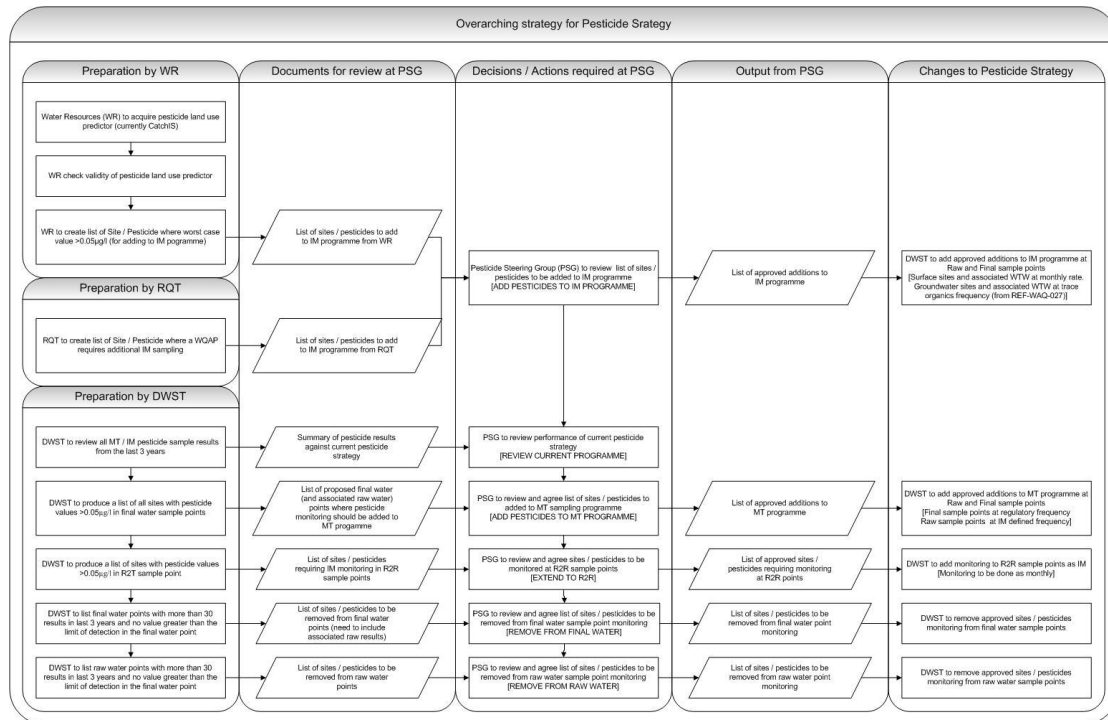 Overarching strategy for Pesticide Srategy
Preparation by WR
Documents for review at PSG
Decisions / Actions required at PSG
Output from PSG
Changes to Pesticide Strategy
Water Resources (WR) to acquire pesticide land use
predictor (currently CatchIS)
WR check validity of pesticide land use predictor
WR to create list of Site / Pesticide where worst case
value >0.05µg/l (for adding to IM pogramme)
List of sites / pesticides to add
to IM programme from WR
Pesticide Steering Group (PSG) to review list of sites /
pesticides to be added to IM programme
[ADD PESTICIDES TO IM PROGRAMME]
List of approved additions to
IM programme
DWST to add approved additions to IM programme at
Raw and Final sample points
[Surface sites and associated WTW at monthly rate.
Groundwater sites and associated WTW at trace
organics frequency (from REF-WAQ-027)]
Preparation by RQT
RQT to create list of Site / Pesticide where a WQAP
requires additional IM sampling
List of sites / pesticides to add
to IM programme from RQT
Preparation by DWST
DWST to review all MT / IM pesticide sample results
from the last 3 years
Summary of pesticide results
against current pesticide
strategy
PSG to review performance of current pesticide
strategy
[REVIEW CURRENT PROGRAMME]
DWST to produce a list of all sites with pesticide
values >0.05µg/l in final water sample points
List of proposed final water
(and associated raw water)
points where pesticide
monitoring should be added to
MT progamme
PSG to review and agree list of sites / pesticides to
added to MT sampling programme
[ADD PESTICIDES TO MT PROGRAMME]
List of approved additions to
MT programme
DWST to add approved additions to MT programme at
Raw and Final sample points
[Final sample points at regulatory frequency
Raw sample points at IM defined frequency]
DWST to produce a list of sites with pesticide values
>0.05µg/l in R2T sample point
List of sites / pesticides
requiring IM monitoring in R2R
sample points
PSG to review and agree sites / pesticides to be
monitored at R2R sample points
[EXTEND TO R2R]
List of approved sites /
pesticides requiring monitoring
at R2R points
DWST to add monitoring to R2R sample points as IM
[Monitoring to be done as monthly]
DWST to list final water points with more than 30
results in last 3 years and no value greater than the
limit of detection in the final water point
List of sites / pesticides to be
removed from final water
points (need to include
associated raw results)
PSG to review and agree list of sites / pesticides to be
removed from final water sample point monitoring
[REMOVE FROM FINAL WATER]
List of sites / pesticides to be
removed from final water point
monitoring
DWST to remove approved sites / pesticides
monitoring from final water sample points
DWST to list raw water points with more than 30
results in last 3 years and no value greater than the
limit of detection in the final water point
List of sites / pesticides to be
removed from raw water
points
PSG to review and agree list of sites / pesticides to be
removed from raw water sample point monitoring
[REMOVE FROM RAW WATER]
List of sites / pesticides to be
removed from raw water point
monitoring
DWST to remove approved sites / pesticides
monitoring from raw water sample points